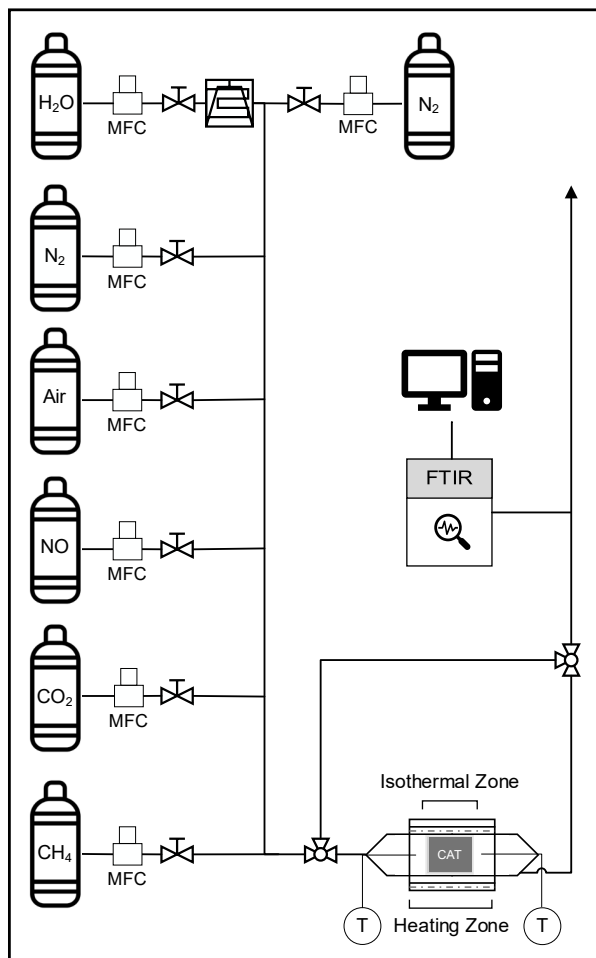 H₂O
MFC
MFC
N₂
N₂
MFC
Air
MFC
FTIR
NO
MFC
CO₂
MFC
Isothermal Zone
CH₄
MFC
CAT
T
Heating Zone
T